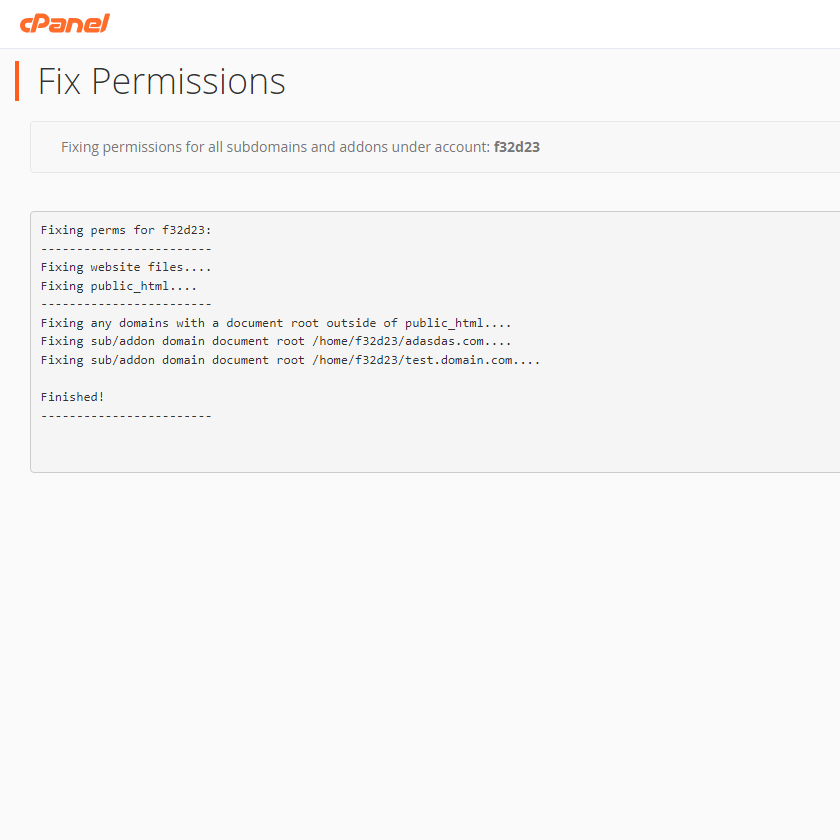 cPanel
Fix Permissions
Fixing permissions for all subdomains and addons under account: f32d23
Fixing perms for f32d23:
------------------------
Fixing website files....
Fixing public_html....
------------------------
Fixing any domains with a document root outside of public_html....
Fixing sub/addon domain document root /home/f32d23/adasdas.com....
Fixing sub/addon domain document root /home/f32d23/test.domain.com....
Finished!
------------------------